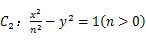 C₂：x²/n² − y² = 1(n > 0)